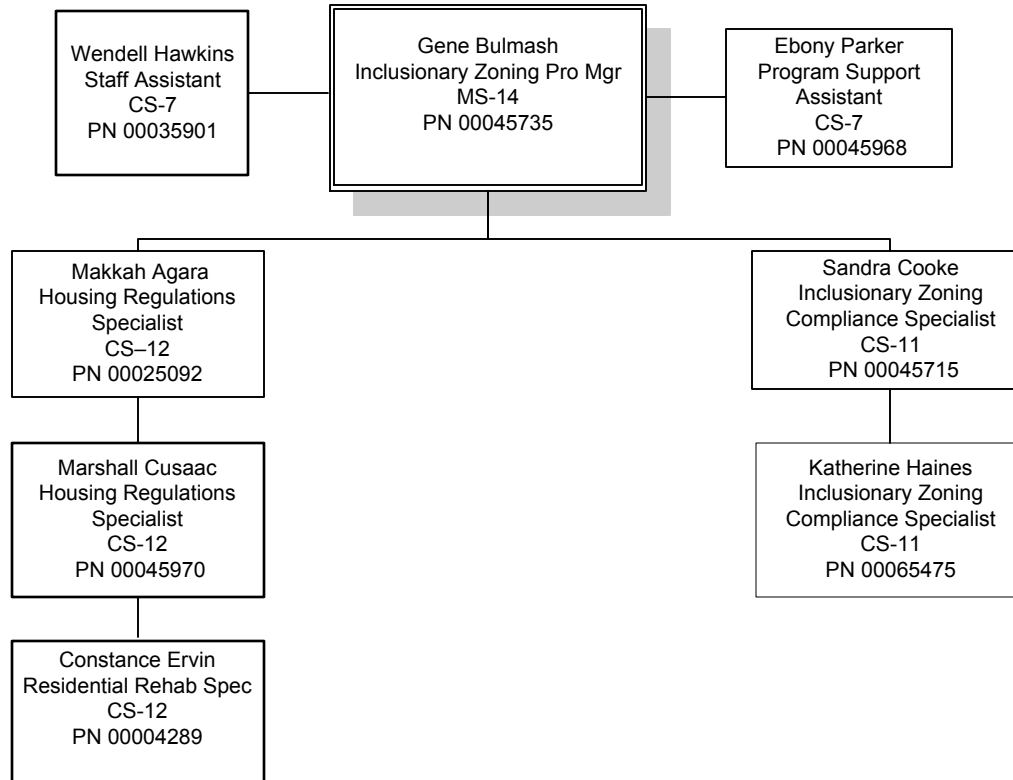 Wendell Hawkins
Staff Assistant
CS-7
PN 00035901
Gene Bulmash
Inclusionary Zoning Pro Mgr
MS-14
PN 00045735
Ebony Parker
Program Support
Assistant
CS-7
PN 00045968
Makkah Agara
Housing Regulations
Specialist
CS–12
PN 00025092
Sandra Cooke
Inclusionary Zoning
Compliance Specialist
CS-11
PN 00045715
Marshall Cusaac
Housing Regulations
Specialist
CS-12
PN 00045970
Katherine Haines
Inclusionary Zoning
Compliance Specialist
CS-11
PN 00065475
Constance Ervin
Residential Rehab Spec
CS-12
PN 00004289